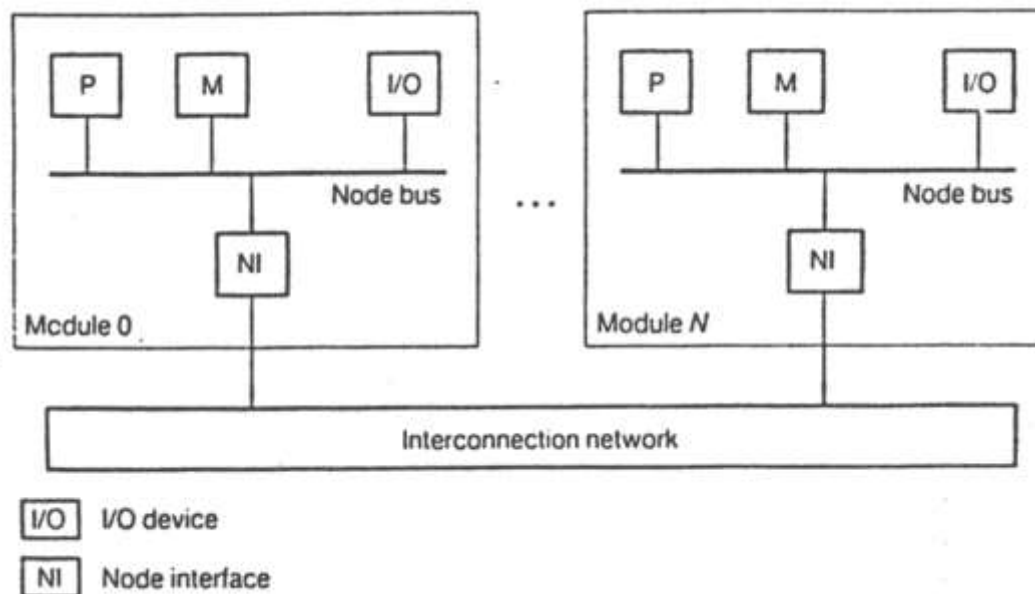 P M I/O P M I/O
Node bus ... Node bus
NI NI
Mcdule 0 Module N
Interconnection network
I/O I/O device
NI Node interface